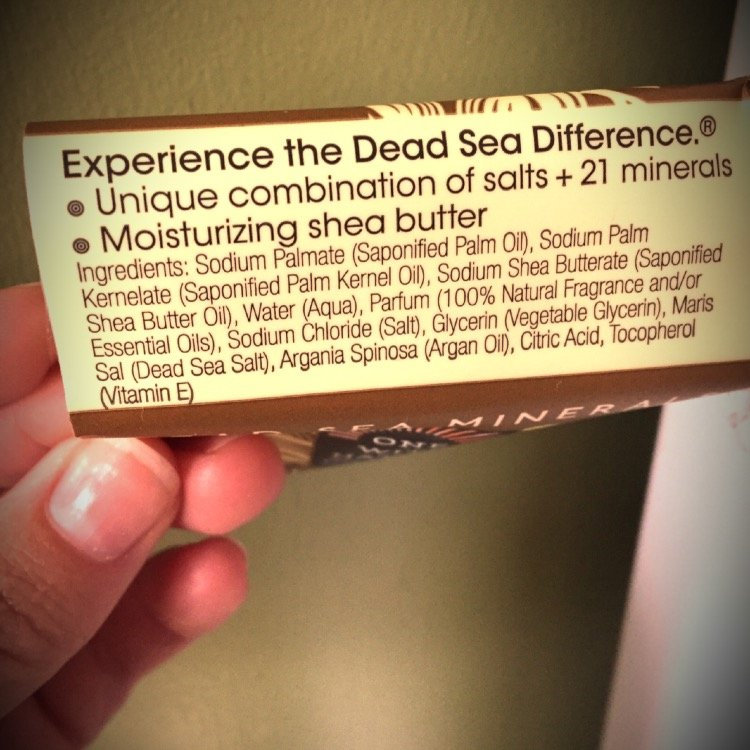 Experience the Dead Sea Difference.®
Unique combination of salts + 21 minerals
Moisturizing shea butter
Ingredients: Sodium Palmate (Saponified Palm Oil), Sodium Palm
Kernelate (Saponified Palm Kernel Oil), Sodium Shea Butterate (Saponified
Shea Butter Oil), Water (Aqua), Parfum (100% Natural Fragrance and/or
Essential Oils), Sodium Chloride (Salt), Glycerin (Vegetable Glycerin), Maris
Sal (Dead Sea Salt), Argania Spinosa (Argan Oil), Citric Acid, Tocopherol
(Vitamin E)
SEA MINERAL